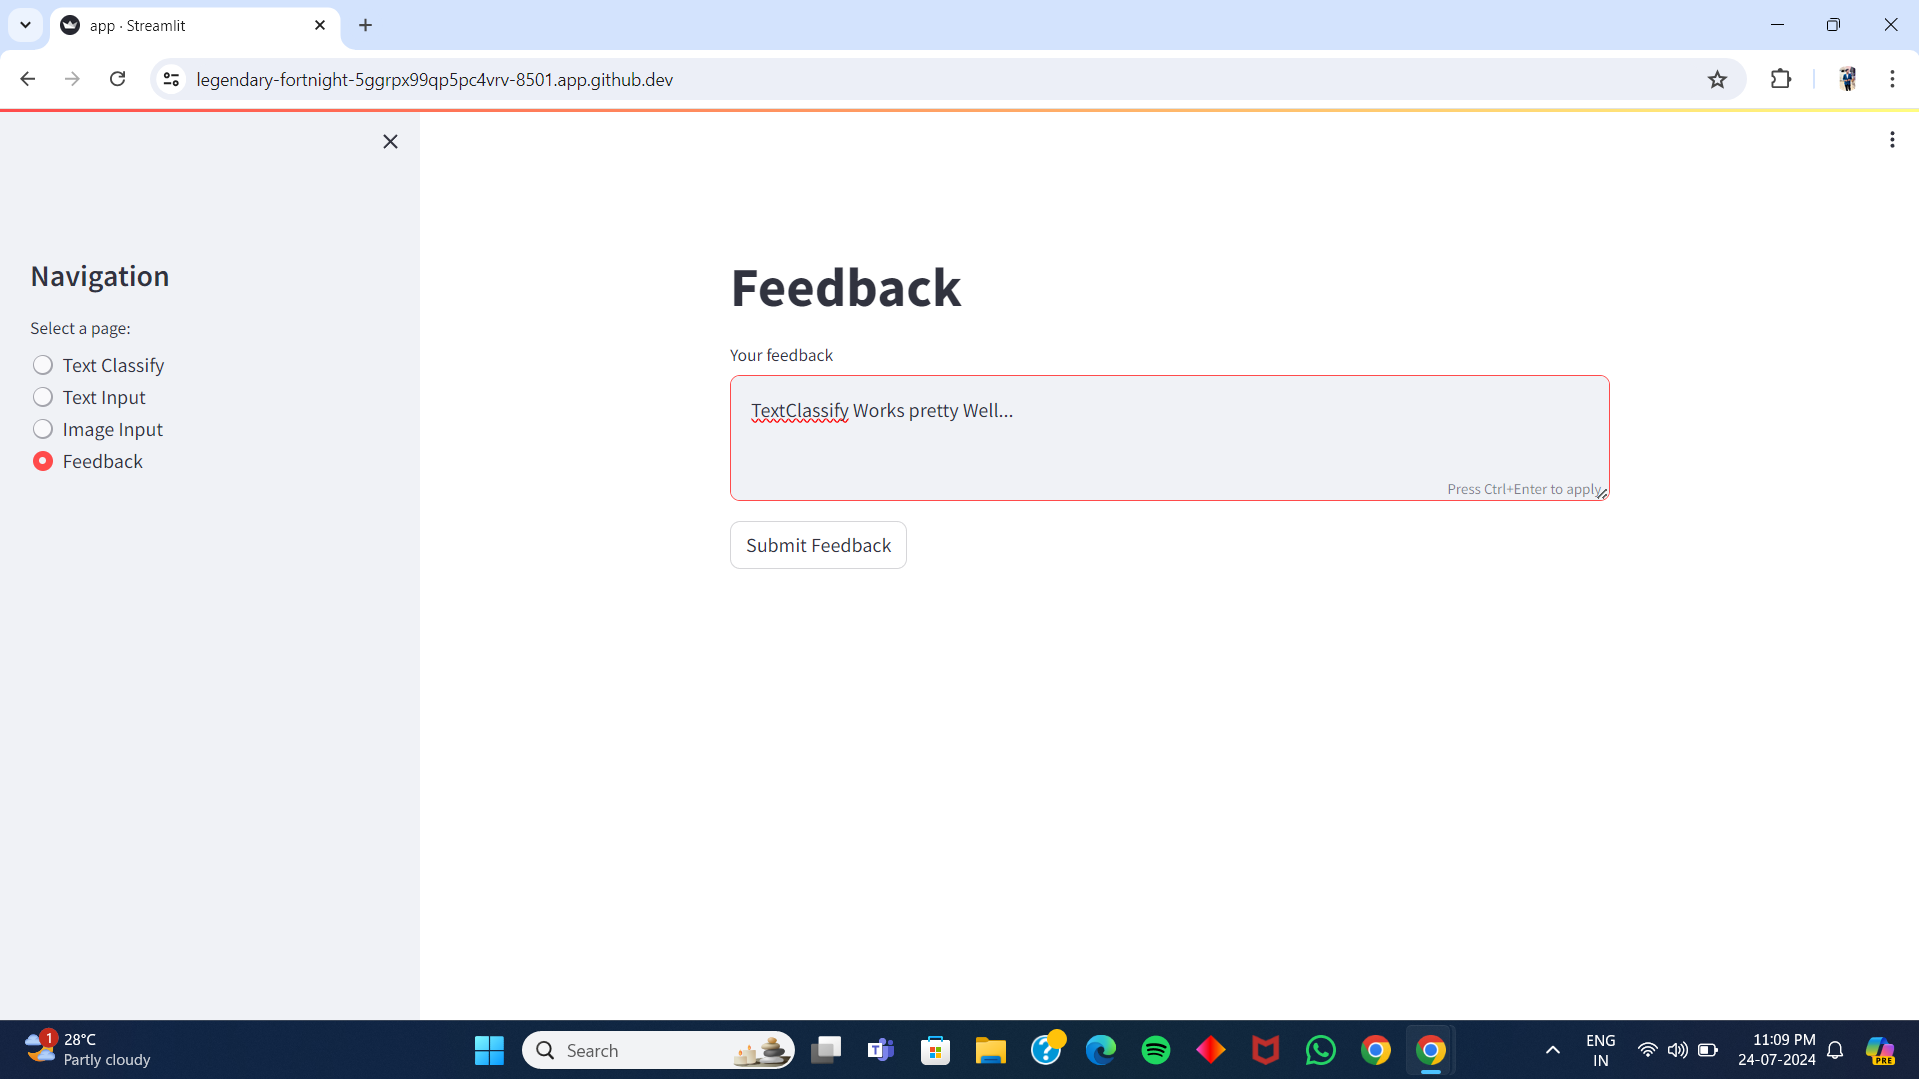 app · Streamlit
legendary-fortnight-5ggrpx99qp5pc4vrv-8501.app.github.dev
Navigation
Select a page:
Text Classify
Text Input
Image Input
Feedback
Feedback
Your feedback
TextClassify Works pretty Well...
Press Ctrl+Enter to apply
Submit Feedback
1
28°C
Partly cloudy
Search
ENG
IN
11:09 PM
24-07-2024
PRE